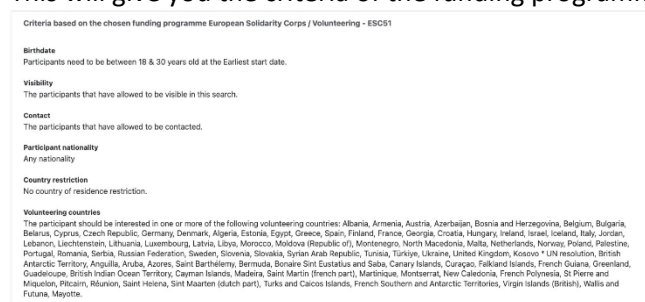 This will give you the criteria of the funding programm
Criteria based on the chosen funding programme European Solidarity Corps / Volunteering - ESC51
Birthdate
Participants need to be between 18 & 30 years old at the Earliest start date.
Visibility
The participants that have allowed to be visible in this search.
Contact
The participants that have allowed to be contacted.
Participant nationality
Any nationality
Country restriction
No country of residence restriction.
Volunteering countries
The participant should be interested in one or more of the following volunteering countries: Albania, Armenia, Austria, Azerbaijan, Bosnia and Herzegovina, Belgium, Bulgaria,
Belarus, Cyprus, Czech Republic, Germany, Denmark, Algeria, Estonia, Egypt, Greece, Spain, Finland, France, Georgia, Croatia, Hungary, Ireland, Israel, Iceland, Italy, Jordan,
Lebanon, Liechtenstein, Lithuania, Luxembourg, Latvia, Libya, Morocco, Moldova (Republic of), Montenegro, North Macedonia, Malta, Netherlands, Norway, Poland, Palestine,
Portugal, Romania, Serbia, Russian Federation, Sweden, Slovenia, Slovakia, Syrian Arab Republic, Tunisia, Türkiye, Ukraine, United Kingdom, Kosovo * UN resolution, British
Antarctic Territory, Anguilla, Aruba, Azores, Saint Barthélemy, Bermuda, Bonaire Sint Eustatius and Saba, Canary Islands, Curaçao, Falkland Islands, French Guiana, Greenland,
Guadeloupe, British Indian Ocean Territory, Cayman Islands, Madeira, Saint Martin (french part), Martinique, Montserrat, New Caledonia, French Polynesia, St Pierre and
Miquelon, Pitcairn, Réunion, Saint Helena, Sint Maarten (dutch part), Turks and Caicos Islands, French Southern and Antarctic Territories, Virgin Islands (British), Wallis and
Futuna, Mayotte.